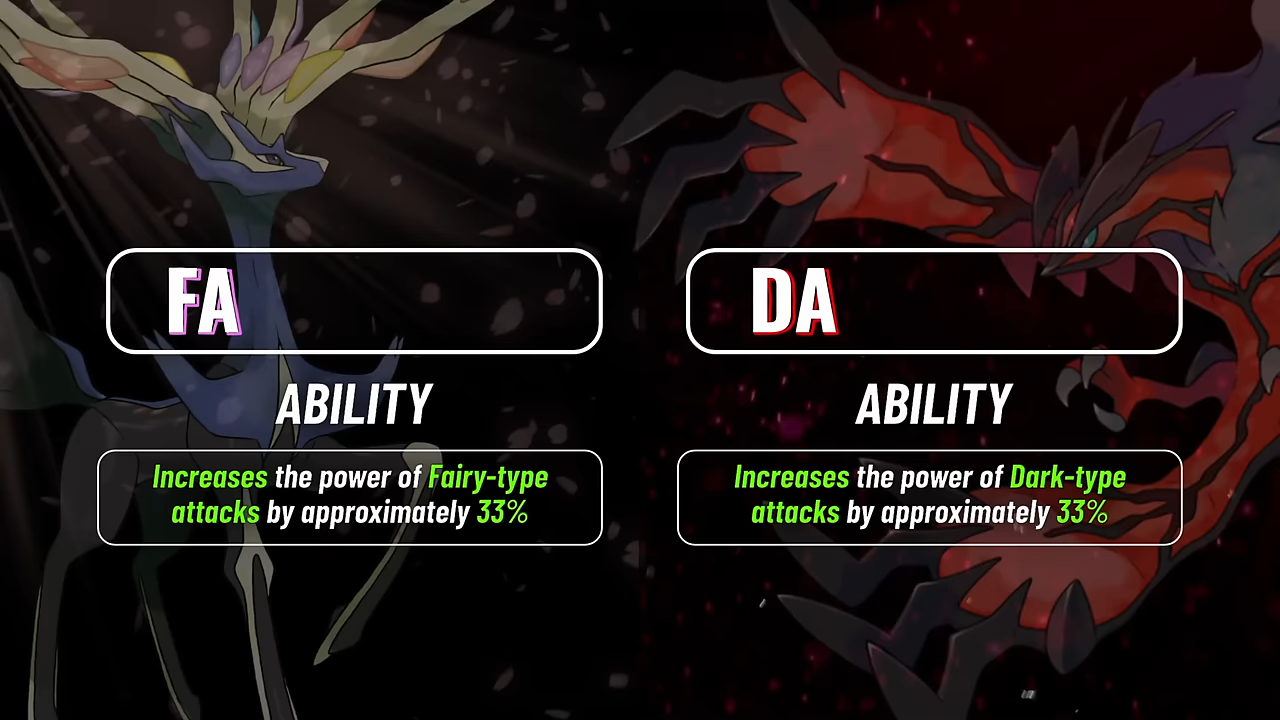 FA
DA
ABILITY
ABILITY
Increases the power of Fairy-type
attacks by approximately 33%
Increases the power of Dark-type
attacks by approximately 33%